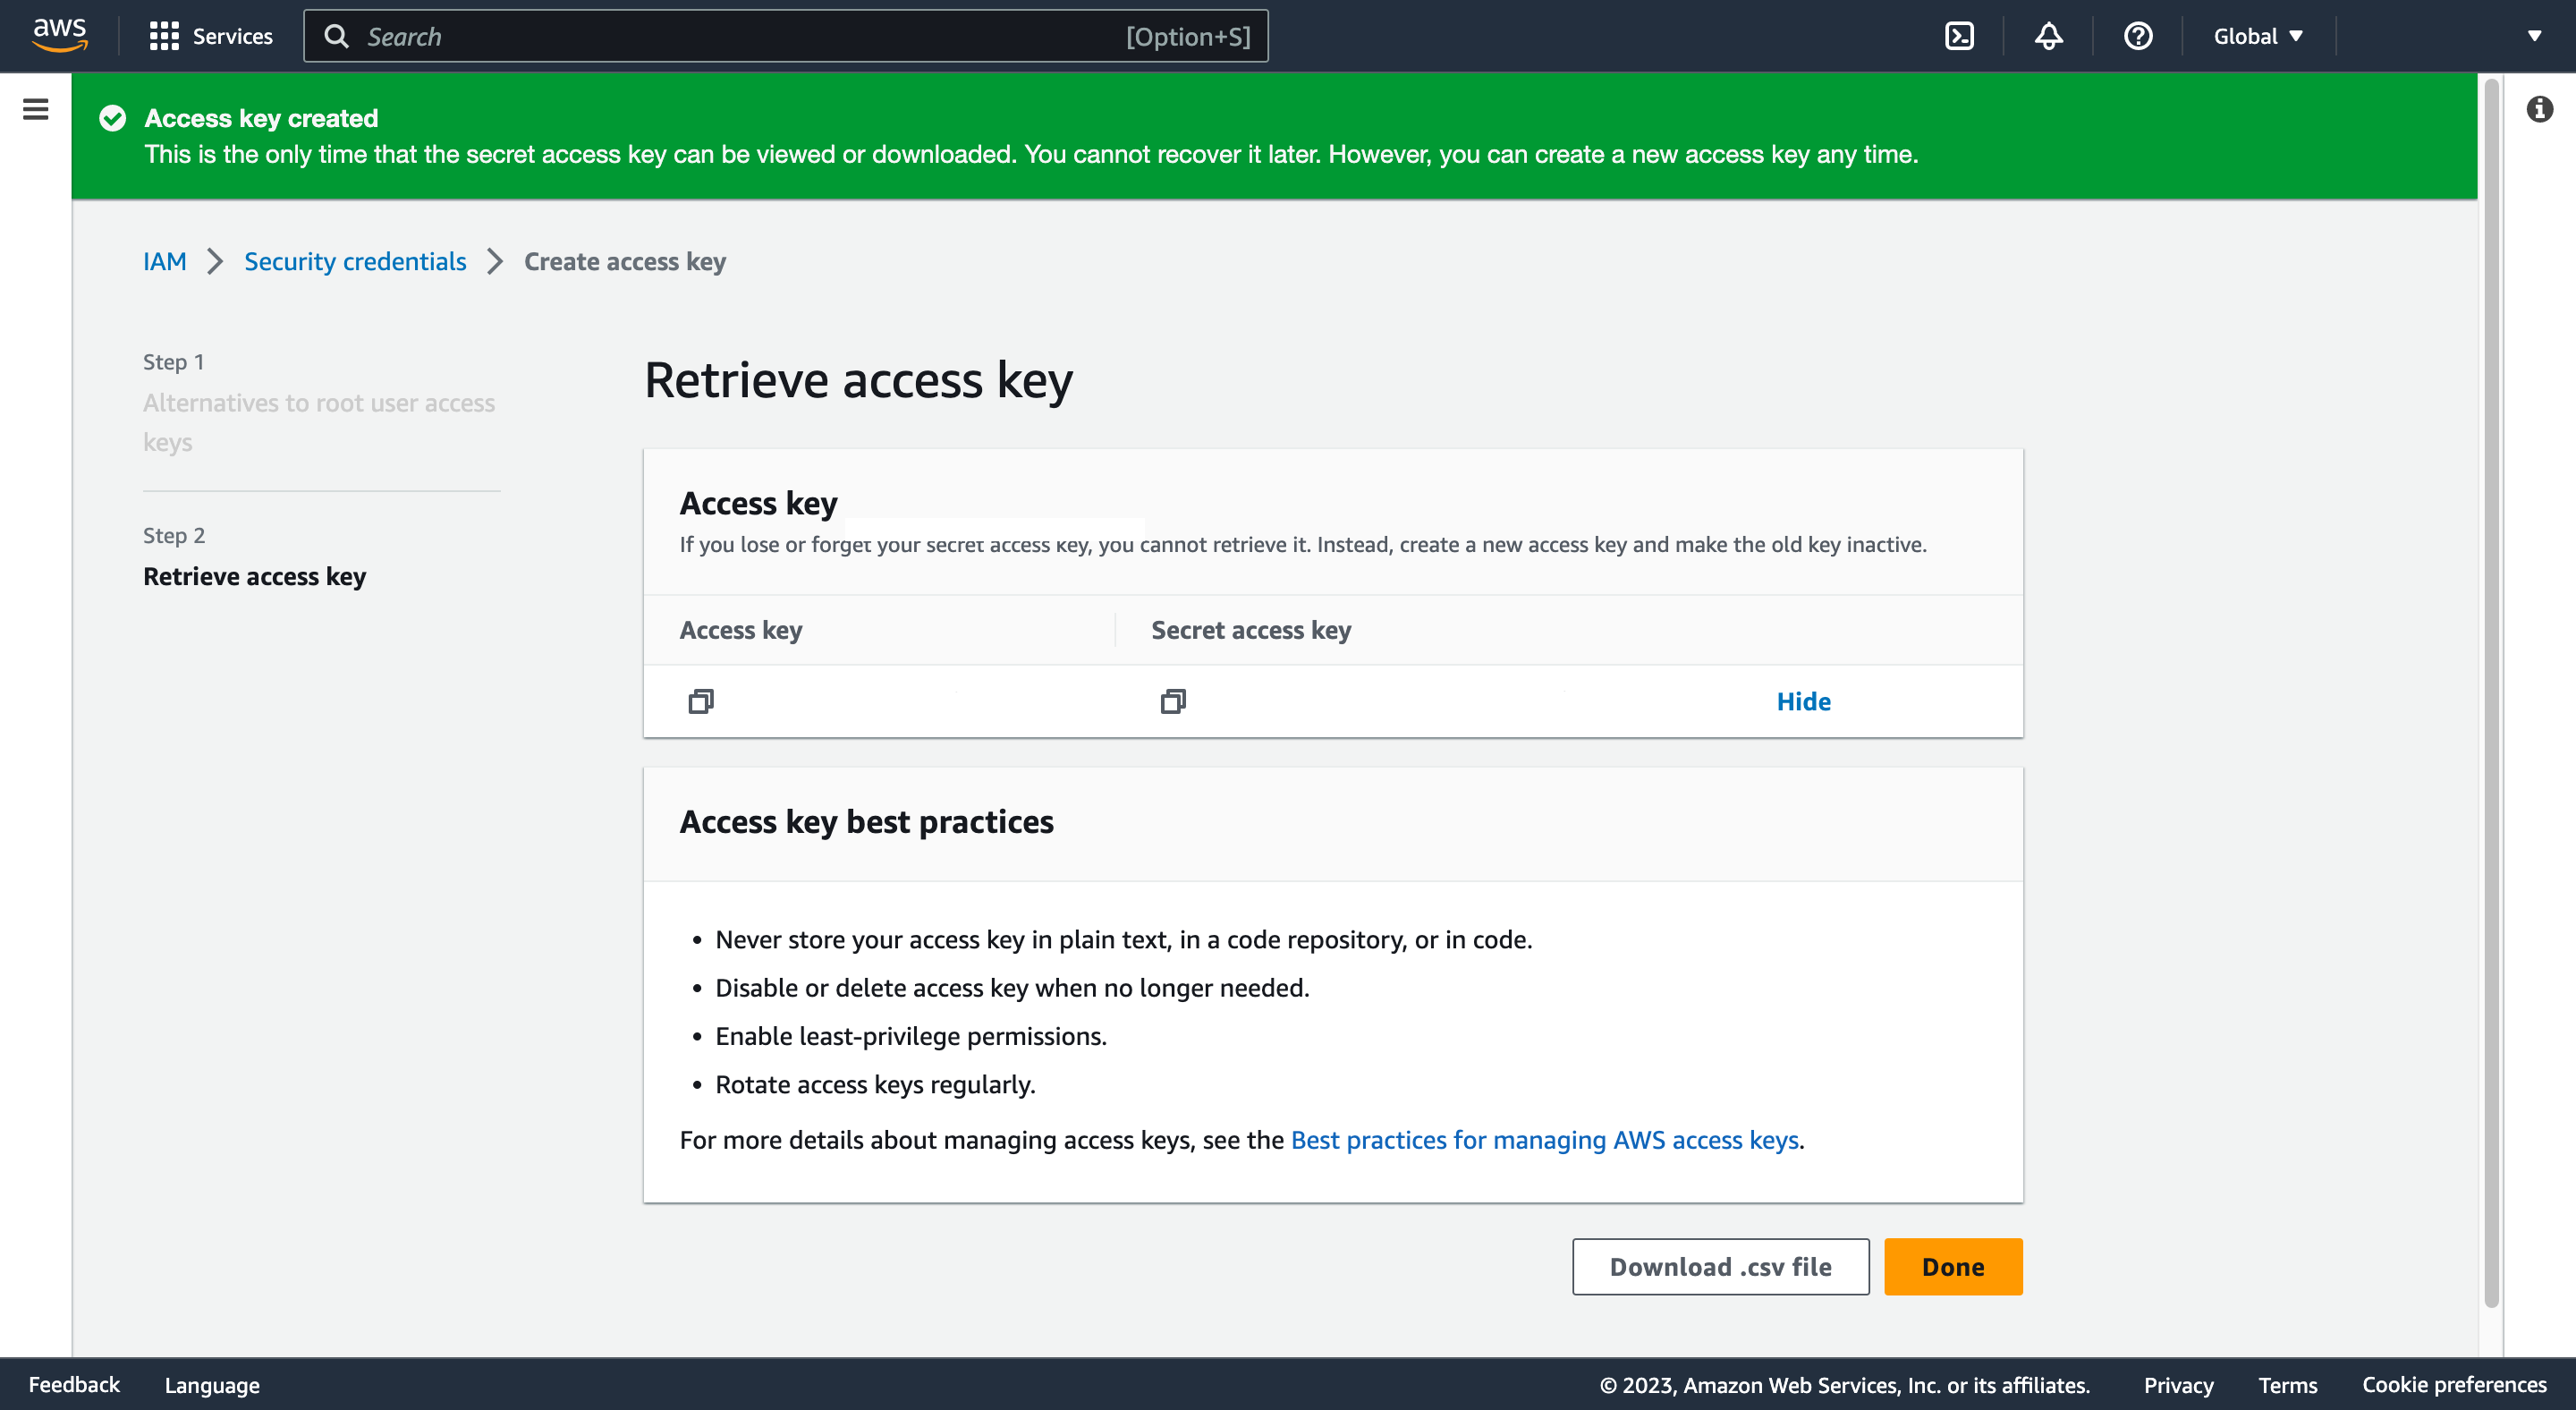 aws
Services
Search
[Option+S]
Global
Access key created
This is the only time that the secret access key can be viewed or downloaded. You cannot recover it later. However, you can create a new access key any time.
IAM
Security credentials
Create access key
Step 1
Alternatives to root user access
keys
Step 2
Retrieve access key
Retrieve access key
Access key
If you lose or forget your secret access key, you cannot retrieve it. Instead, create a new access key and make the old key inactive.
Access key
Secret access key
Hide
Access key best practices
• Never store your access key in plain text, in a code repository, or in code.
• Disable or delete access key when no longer needed.
• Enable least-privilege permissions.
• Rotate access keys regularly.
For more details about managing access keys, see the Best practices for managing AWS access keys.
Download .csv file
Done
Feedback
Language
© 2023, Amazon Web Services, Inc. or its affiliates.
Privacy
Terms
Cookie preferences